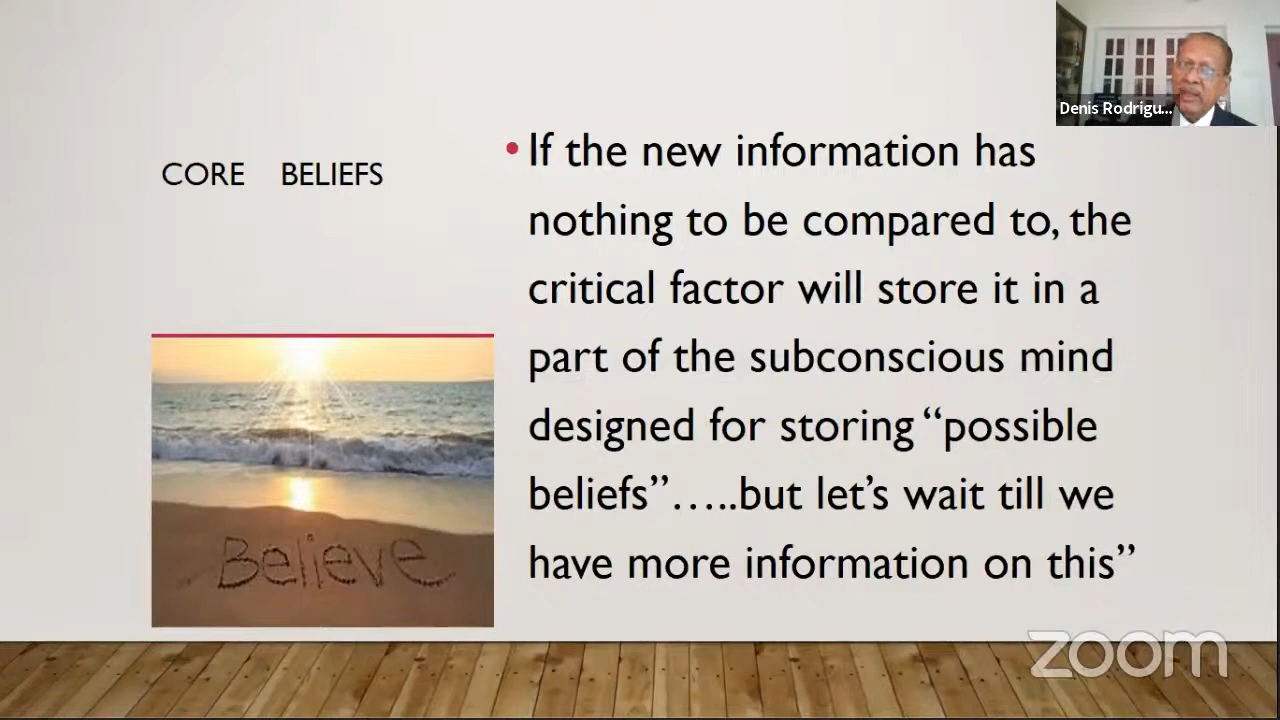 Denis Rodrigu...
CORE BELIEFS
• If the new information has
nothing to be compared to, the
critical factor will store it in a
part of the subconscious mind
designed for storing “possible
beliefs”…..but let’s wait till we
have more information on this”
Believe
zoom